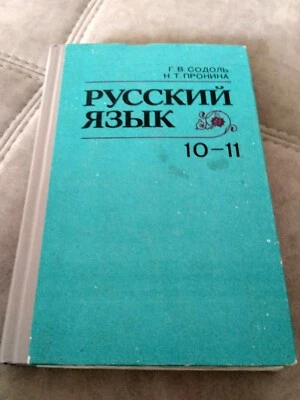 Г. В. СОДОЛЬ
Н. Т. ПРОНИНА
РУССКИЙ
ЯЗЫК
10–11